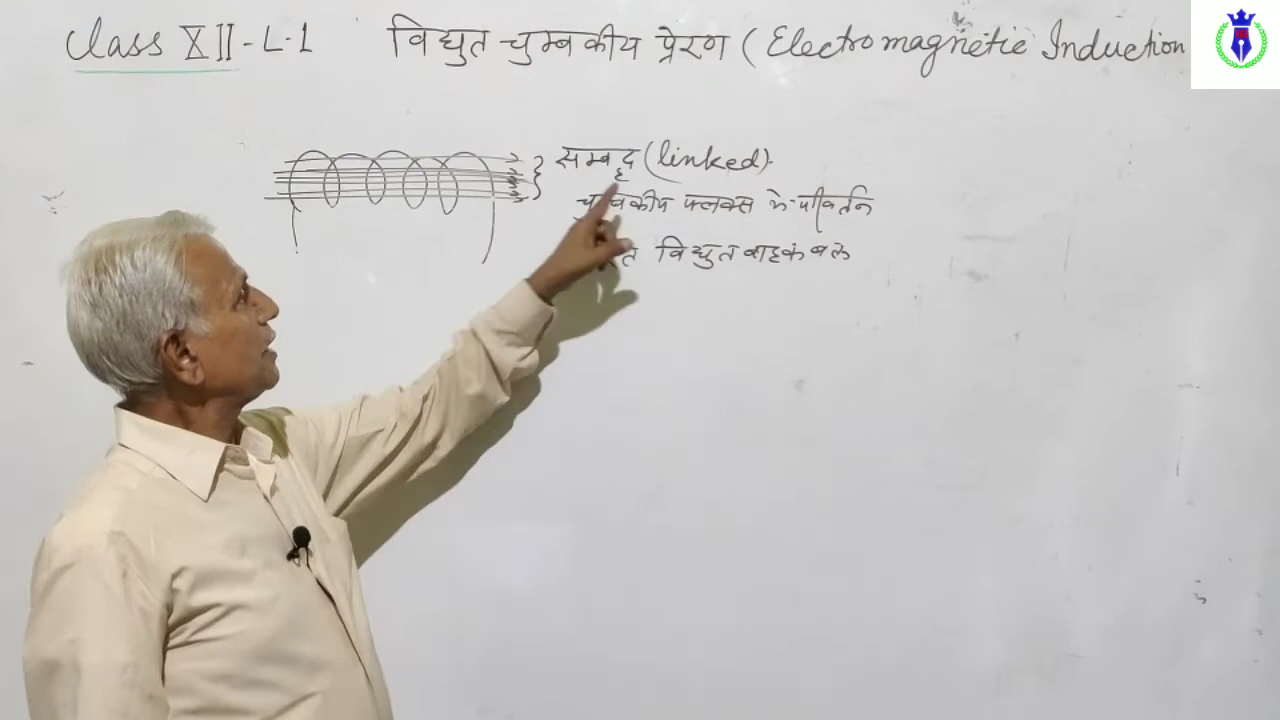 Class XII-L.1 विद्युत चुम्बकीय प्रेरण (Electromagnetic Induction
सम्बद्ध (linked).
चुम्बकीय फ्लक्स में परिवर्तन
विद्युत वाहक बल